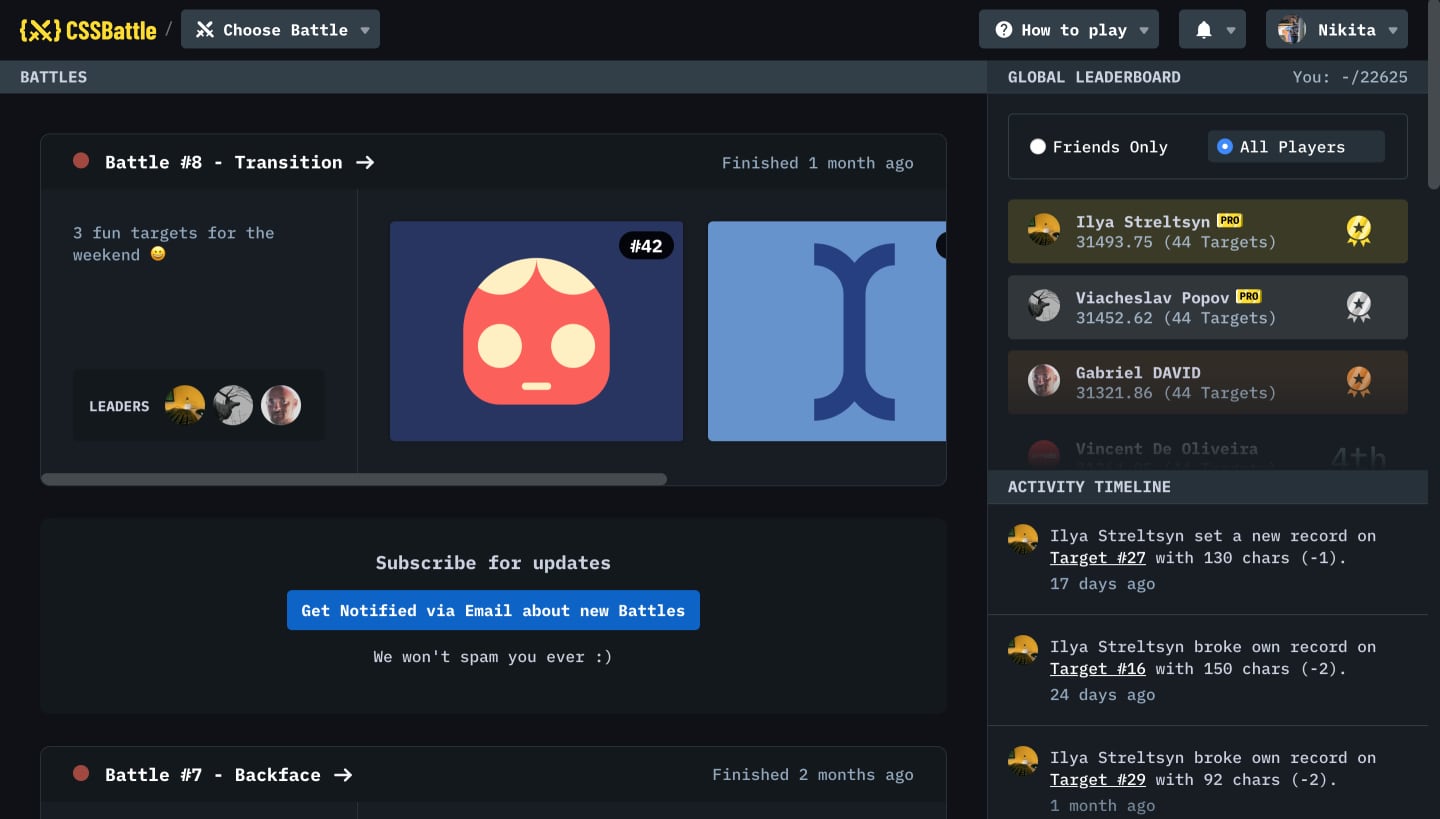 CSSBattle / Choose Battle
How to play
Nikita
BATTLES
Battle #8 - Transition →
Finished 1 month ago
3 fun targets for the
weekend 😀
LEADERS
#42
Subscribe for updates
Get Notified via Email about new Battles
We won't spam you ever :)
Battle #7 - Backface →
Finished 2 months ago
GLOBAL LEADERBOARD
You: -/22625
Friends Only
All Players
Ilya Streltsyn PRO
31493.75 (44 Targets)
Viacheslav Popov PRO
31452.62 (44 Targets)
Gabriel DAVID
31321.86 (44 Targets)
Vincent De Oliveira
4th
ACTIVITY TIMELINE
Ilya Streltsyn set a new record on
Target #27 with 130 chars (-1).
17 days ago
Ilya Streltsyn broke own record on
Target #16 with 150 chars (-2).
24 days ago
Ilya Streltsyn broke own record on
Target #29 with 92 chars (-2).
1 month ago